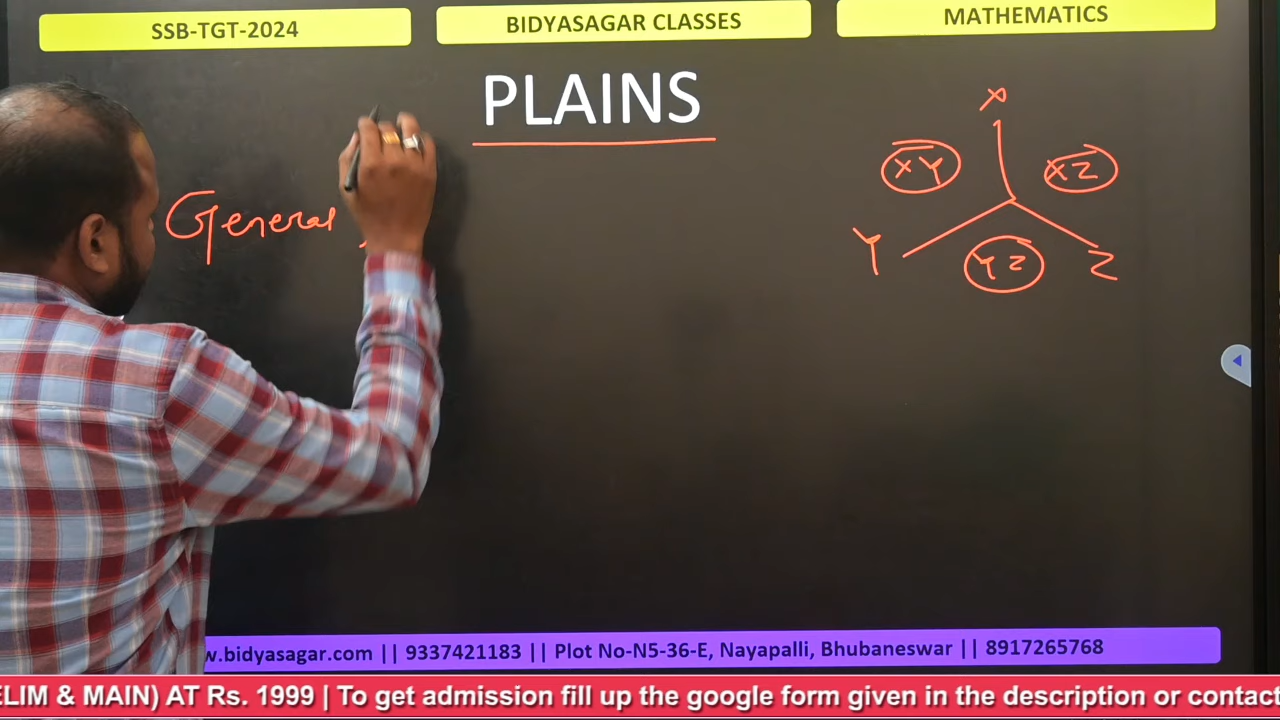 SSB-TGT-2024
BIDYASAGAR CLASSES
MATHEMATICS
PLAINS
X
XY
XZ
General
Y
YZ
Z
w.bidyasagar.com || 9337421183 || Plot No-N5-36-E, Nayapalli, Bhubaneswar || 8917265768
ELIM & MAIN) AT Rs. 1999 | To get admission fill up the google form given in the description or contact